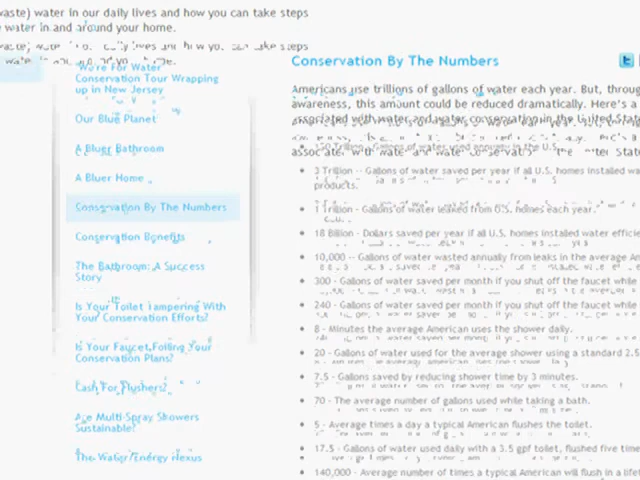 waste) water in our daily lives and how you can take steps
water in and around your home.
We're For Water
Conservation Tour Wrapping
up in New Jersey
Our Blue Planet
A Bluer Bathroom
A Bluer Home
Conservation By The Numbers
Conservation Benefits
The Bathroom: A Success
Story
Is Your Toilet Tampering With
Your Conservation Efforts?
Is Your Faucet Foiling Your
Conservation Plans?
Cash For Flushers?
Are Multi-Spray Showers
Sustainable?
The Water/Energy Nexus
Conservation By The Numbers
Americans use trillions of gallons of water each year. But, throug
awareness, this amount could be reduced dramatically. Here's a
associated with water and water conservation in the United State
Trillion - Gallons of water used annually in the U.S.
3 Trillion - Gallons of water saved per year if all U.S. homes installed wa
products.
1 Trillion - Gallons of water leaked from U.S. homes each year.
18 Billion - Dollars saved per year if all U.S. homes installed water efficie
10,000 - Gallons of water wasted annually from leaks in the average Am
300 - Gallons of water saved per month if you shut off the faucet while
240 - Gallons of water saved per month if you shut off the faucet while
8 - Minutes the average American uses the shower daily.
20 - Gallons of water used for the average shower using a standard 2.5
7.5 - Gallons saved by reducing shower time by 3 minutes.
70 - The average number of gallons used while taking a bath.
5 - Average times a day a typical American flushes the toilet.
17.5 - Gallons of water used daily with a 3.5 gpf toilet, flushed five time
140,000 - Average number of times a typical American will flush in a lifet